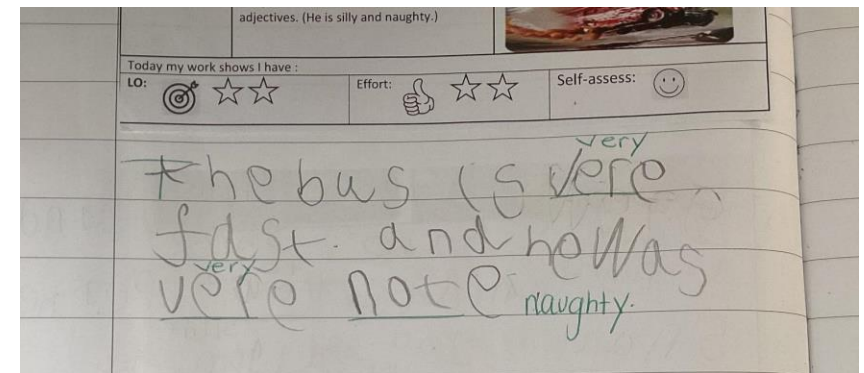 adjectives. (He is silly and naughty.)
Today my work shows I have :
LO:
Effort:
Self-assess:
very
The bus is vere
fast. and he was
very
vere note
naughty.